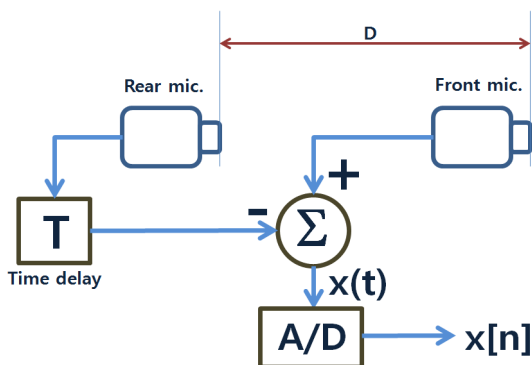 D
Rear mic.
Front mic.
+
-
T
Σ
Time delay
x(t)
A/D
x[n]